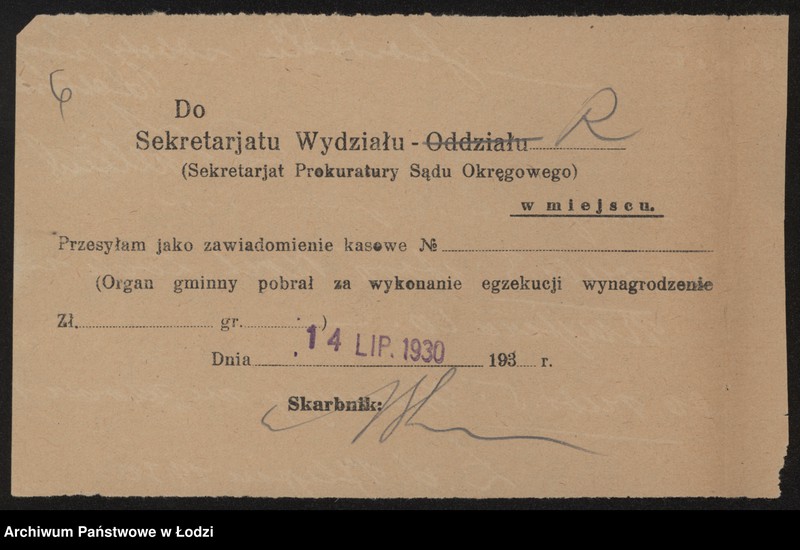 6
Do
Sekretarjatu Wydziału - Oddziału R
(Sekretarjat Prokuratury Sądu Okręgowego)
w miejscu.
Przesyłam jako zawiadomienie kasowe №
(Organ gminny pobrał za wykonanie egzekucji wynagrodzenie
Zł. gr. )
Dnia 14 LIP. 1930 193 r.
Skarbnik:
Archiwum Państwowe w Łodzi